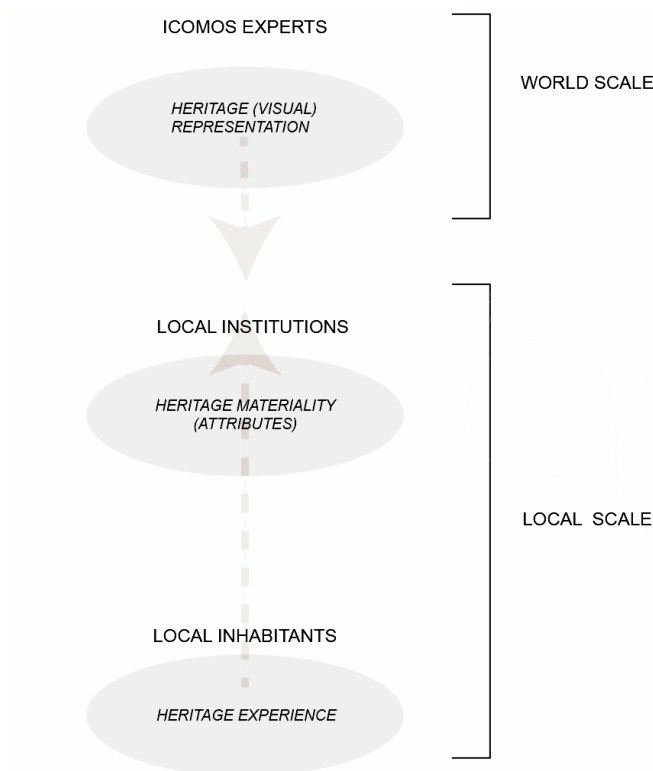 ICOMOS EXPERTS
WORLD SCALE
HERITAGE (VISUAL)
REPRESENTATION
LOCAL INSTITUTIONS
HERITAGE MATERIALITY
(ATTRIBUTES)
LOCAL SCALE
LOCAL INHABITANTS
HERITAGE EXPERIENCE